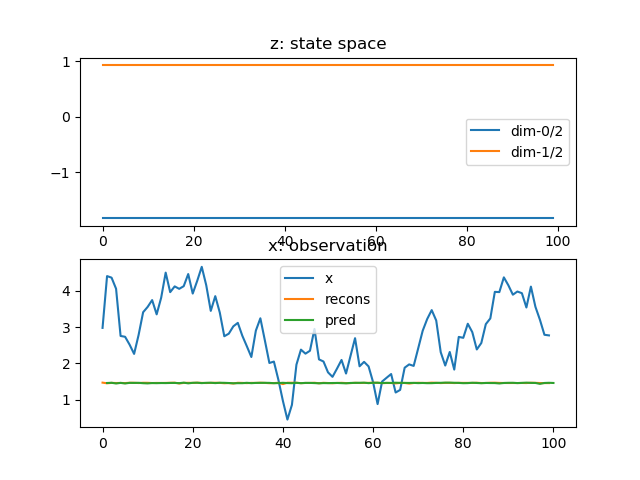 z: state space
1
0
−1
dim-0/2
dim-1/2
0 20 40 60 80 100
x: observation
4
3
2
1
x
recons
pred
0 20 40 60 80 100